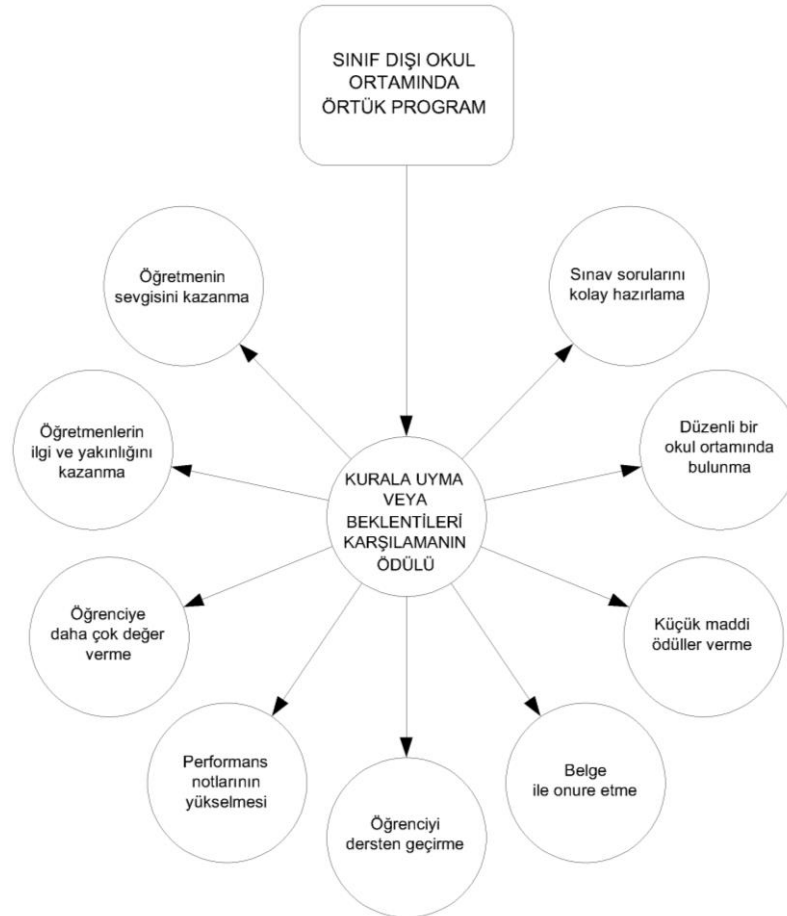 SINIF DIŞI OKUL
ORTAMINDA
ÖRTÜK PROGRAM
Öğretmenin
sevgisini kazanma
Sınav sorularını
kolay hazırlama
Öğretmenlerin
ilgi ve yakınlığını
kazanma
Düzenli bir
okul ortamında
bulunma
KURALA UYMA
VEYA
BEKLENTİLERİ
KARŞILAMANIN
ÖDÜLÜ
Öğrenciye
daha çok değer
verme
Küçük maddi
ödüller verme
Performans
notlarının
yükselmesi
Belge
ile onure etme
Öğrenciyi
dersten geçirme